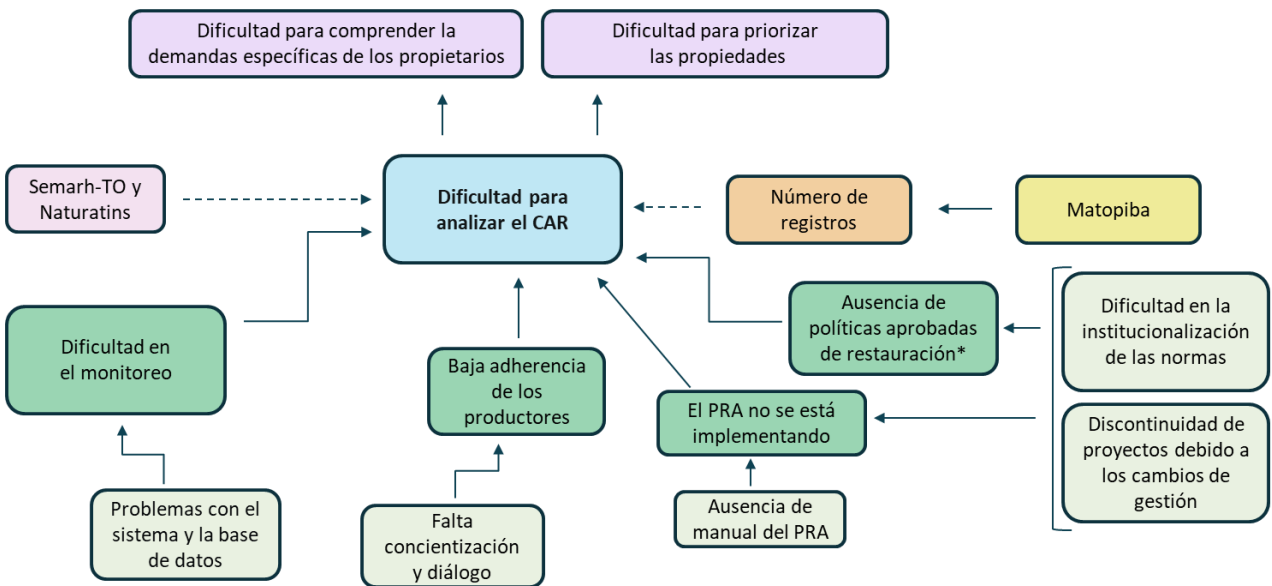 Dificultad para comprender la
demandas específicas de los propietarios
Dificultad para priorizar
las propiedades
Semarh-TO y
Naturatins
Dificultad para
analizar el CAR
Número de
registros
Matopiba
Dificultad en
el monitoreo
Baja adherencia
de los
productores
Ausencia de
políticas aprobadas
de restauración*
Dificultad en la
institucionalización
de las normas
El PRA no se está
implementando
Discontinuidad de
proyectos debido a
los cambios de
gestión
Problemas con el
sistema y la base
de datos
Falta
concientización
y diálogo
Ausencia de
manual del PRA